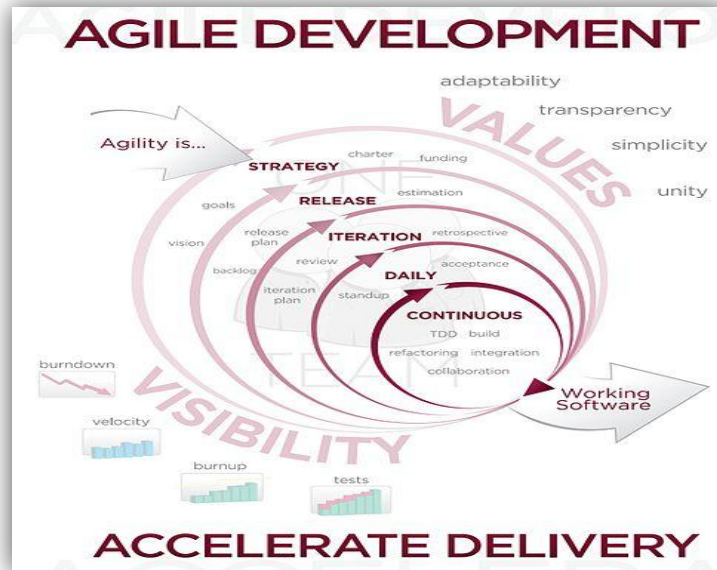 AGILE DEVELOPMENT
adaptability
transparency
simplicity
unity
VALUES
Agility is...
STRATEGY
charter
funding
ONE
goals
RELEASE
estimation
vision
release
plan
ITERATION
retrospective
backlog
review
acceptance
DAILY
iteration
plan
standup
CONTINUOUS
TDD build
refactoring integration
collaboration
TEAM
Working
Software
burndown
VISIBILITY
velocity
burnup
tests
ACCELERATE DELIVERY